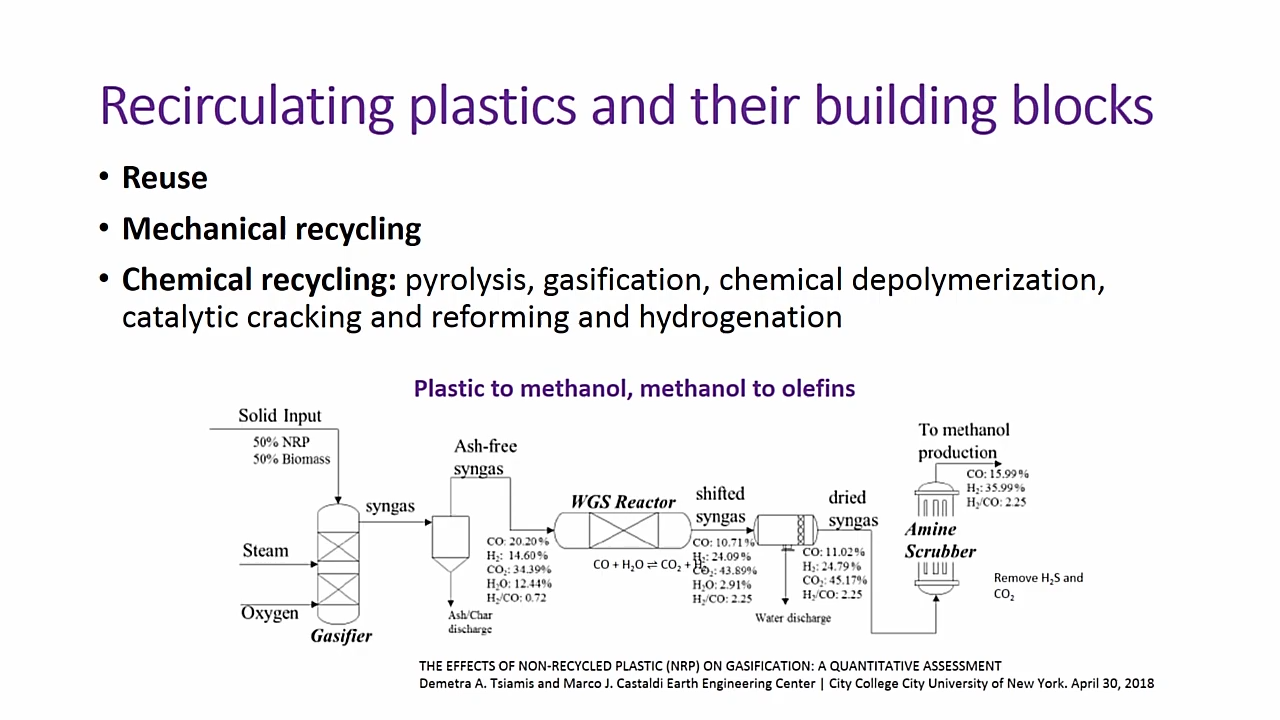 Recirculating plastics and their building blocks
• Reuse
• Mechanical recycling
• Chemical recycling: pyrolysis, gasification, chemical depolymerization,
catalytic cracking and reforming and hydrogenation
Plastic to methanol, methanol to olefins
Solid Input
50% NRP
50% Biomass
Steam
Oxygen
Gasifier
syngas
Ash-free
syngas
CO: 20.20%
H₂: 14.60%
CO₂: 34.39%
H₂O: 12.44%
H₂/CO: 0.72
Ash/Char
discharge
WGS Reactor
CO + H₂O ⇌ CO₂ + H₂
shifted
syngas
CO: 10.71%
H₂: 24.09%
CO₂: 43.89%
H₂O: 2.91%
H₂/CO: 2.25
Water discharge
dried
syngas
CO: 11.02%
H₂: 24.79%
CO₂: 45.17%
H₂/CO: 2.25
To methanol
production
CO: 15.99%
H₂: 35.99%
H₂/CO: 2.25
Amine
Scrubber
Remove H₂S and
CO₂
THE EFFECTS OF NON-RECYCLED PLASTIC (NRP) ON GASIFICATION: A QUANTITATIVE ASSESSMENT
Demetra A. Tsiamis and Marco J. Castaldi Earth Engineering Center | City College City University of New York. April 30, 2018